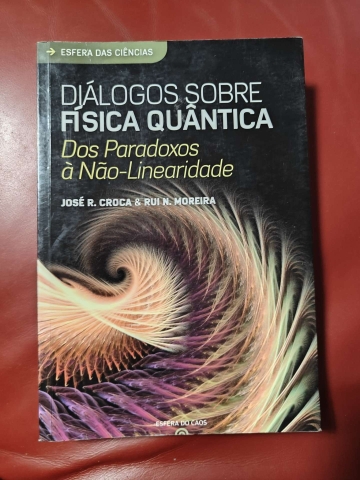 → ESFERA DAS CIÊNCIAS
DIÁLOGOS SOBRE
FÍSICA QUÂNTICA
Dos Paradoxos
à Não-Linearidade
JOSÉ R. CROCA & RUI N. MOREIRA
ESFERA DO CAOS